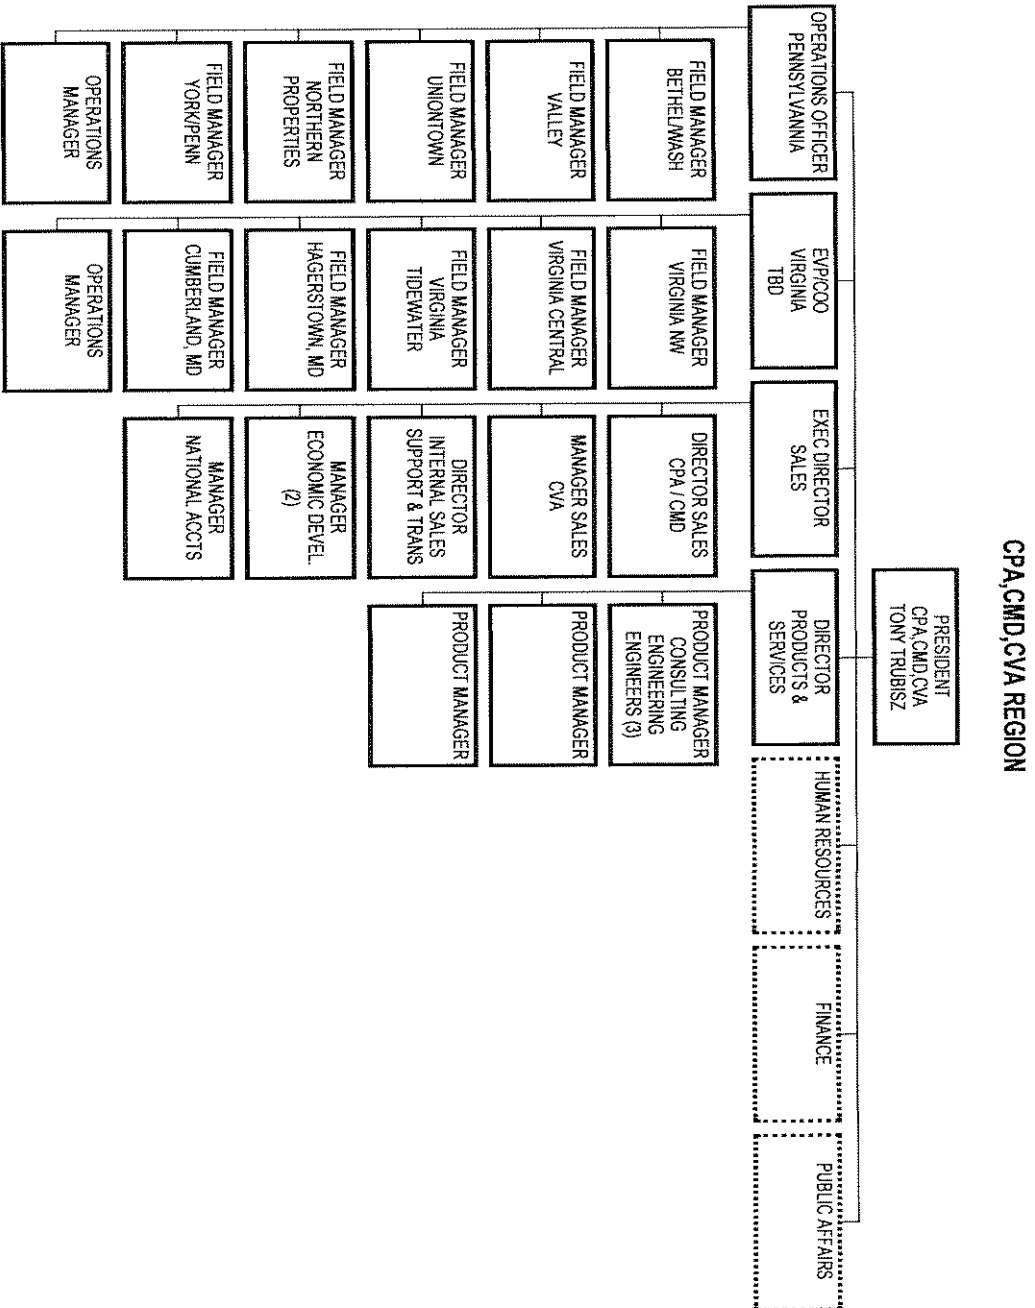 CPA,CMD,CVA REGION
PRESIDENT
CPA,CMD,CVA
TONY TRUBISZ
OPERATIONS OFFICER
PENNSYLVANNIA
EVP/COO
VIRGINIA
TBD
EXEC DIRECTOR
SALES
DIRECTOR
PRODUCTS &
SERVICES
HUMAN RESOURCES
FINANCE
PUBLIC AFFAIRS
FIELD MANAGER
BETHEL/WASH
FIELD MANAGER
VIRGINIA NW
DIRECTOR SALES
CPA / CMD
PRODUCT MANAGER
CONSULTING
ENGINEERING
ENGINEERS (3)
FIELD MANAGER
VALLEY
FIELD MANAGER
VIRGINIA CENTRAL
MANAGER SALES
CVA
PRODUCT MANAGER
FIELD MANAGER
UNIONTOWN
FIELD MANAGER
VIRGINIA
TIDEWATER
DIRECTOR
INTERNAL SALES
SUPPORT & TRANS
PRODUCT MANAGER
FIELD MANAGER
NORTHERN
PROPERTIES
FIELD MANAGER
HAGERSTOWN, MD
MANAGER
ECONOMIC DEVEL.
(2)
FIELD MANAGER
YORK/PENN
FIELD MANAGER
CUMBERLAND, MD
MANAGER
NATIONAL ACCTS
OPERATIONS
MANAGER
OPERATIONS
MANAGER